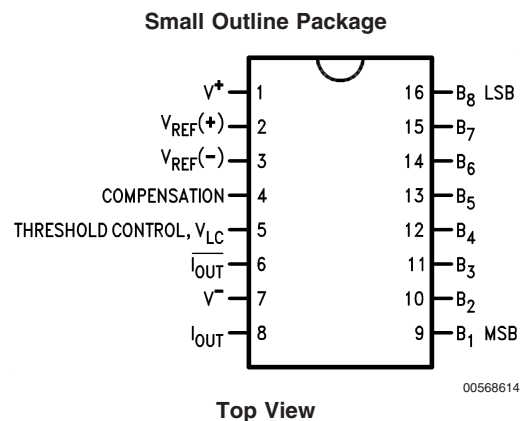 Small Outline Package
V+ 1 16 B8 LSB
VREF(+) 2 15 B7
VREF(−) 3 14 B6
COMPENSATION 4 13 B5
THRESHOLD CONTROL, VLC 5 12 B4
IOUT 6 11 B3
V− 7 10 B2
IOUT 8 9 B1 MSB
00568614
Top View